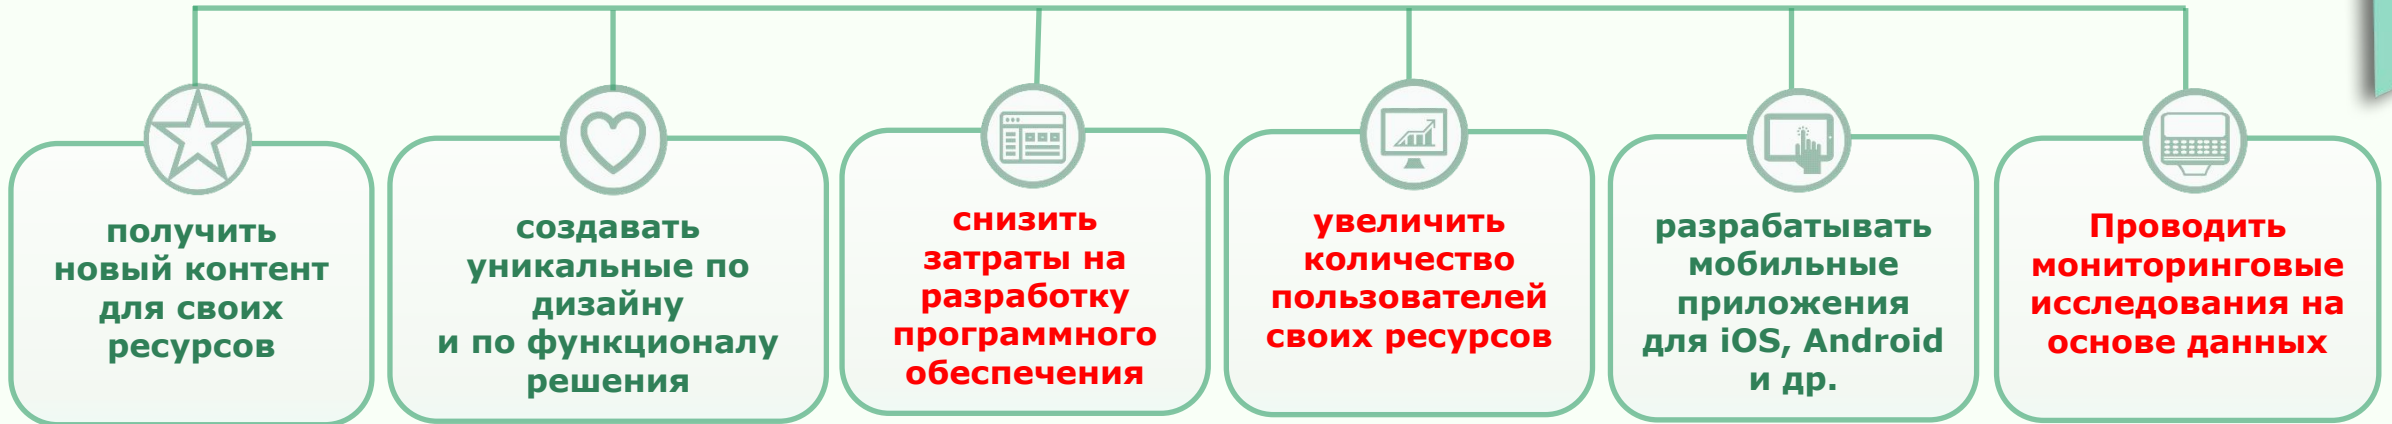 получить
новый контент
для своих
ресурсов
создавать
уникальные по
дизайну
и по функционалу
решения
снизить
затраты на
разработку
программного
обеспечения
увеличить
количество
пользователей
своих ресурсов
разрабатывать
мобильные
приложения
для iOS, Android
и др.
Проводить
мониторинговые
исследования на
основе данных